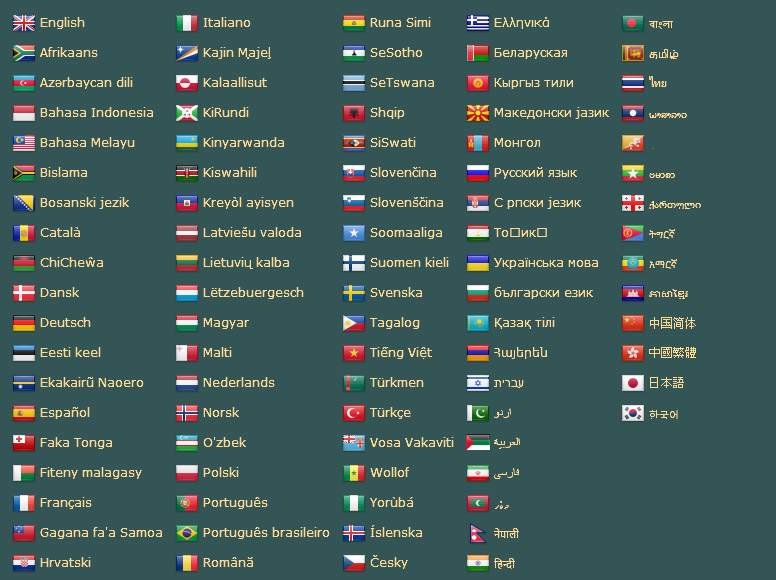 English
Afrikaans
Azərbaycan dili
Bahasa Indonesia
Bahasa Melayu
Bislama
Bosanski jezik
Català
ChiCheŵa
Dansk
Deutsch
Eesti keel
Ekakairũ Naoero
Español
Faka Tonga
Fiteny malagasy
Français
Gagana fa'a Samoa
Hrvatski
Italiano
Kajin M̧ajeļ
Kalaallisut
KiRundi
Kinyarwanda
Kiswahili
Kreyòl ayisyen
Latviešu valoda
Lietuvių kalba
Lëtzebuergesch
Magyar
Malti
Nederlands
Norsk
O'zbek
Polski
Português
Português brasileiro
Română
Runa Simi
SeSotho
SeTswana
Shqip
SiSwati
Slovenčina
Slovenščina
Soomaaliga
Suomen kieli
Svenska
Tagalog
Tiếng Việt
Türkmen
Türkçe
Vosa Vakaviti
Wollof
Yorùbá
Íslenska
Česky
Ελληνικά
Беларуская
Кыргыз тили
Македонски јазик
Монгол
Русский язык
С рпски језик
То□ик□
Українська мова
български език
Қазақ тілі
Հայերեն
עברית
اردو
العربية
فارسی
नेपाली
हिन्दी
বাংলা
தமிழ்
ไทย
ພາສາລາວ
ქართული
ትግርኛ
አማርኛ
ភាសាខ្មែរ
中国简体
中國繁體
日本語
한국어